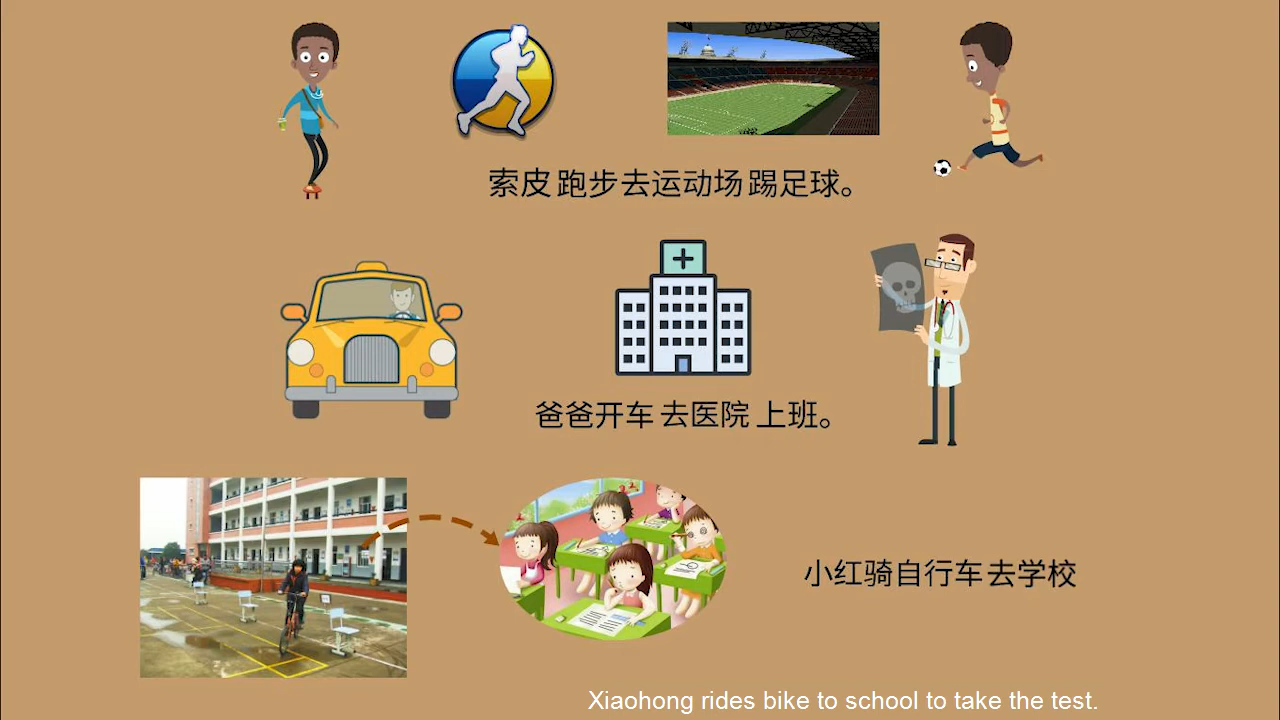 索皮跑步去运动场踢足球。
爸爸开车去医院上班。
小红骑自行车去学校
Xiaohong rides bike to school to take the test.